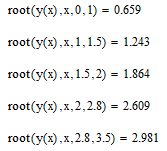 root(y(x),x,0,1) = 0.659
root(y(x),x,1,1.5) = 1.243
root(y(x),x,1.5,2) = 1.864
root(y(x),x,2,2.8) = 2.609
root(y(x),x,2.8,3.5) = 2.981